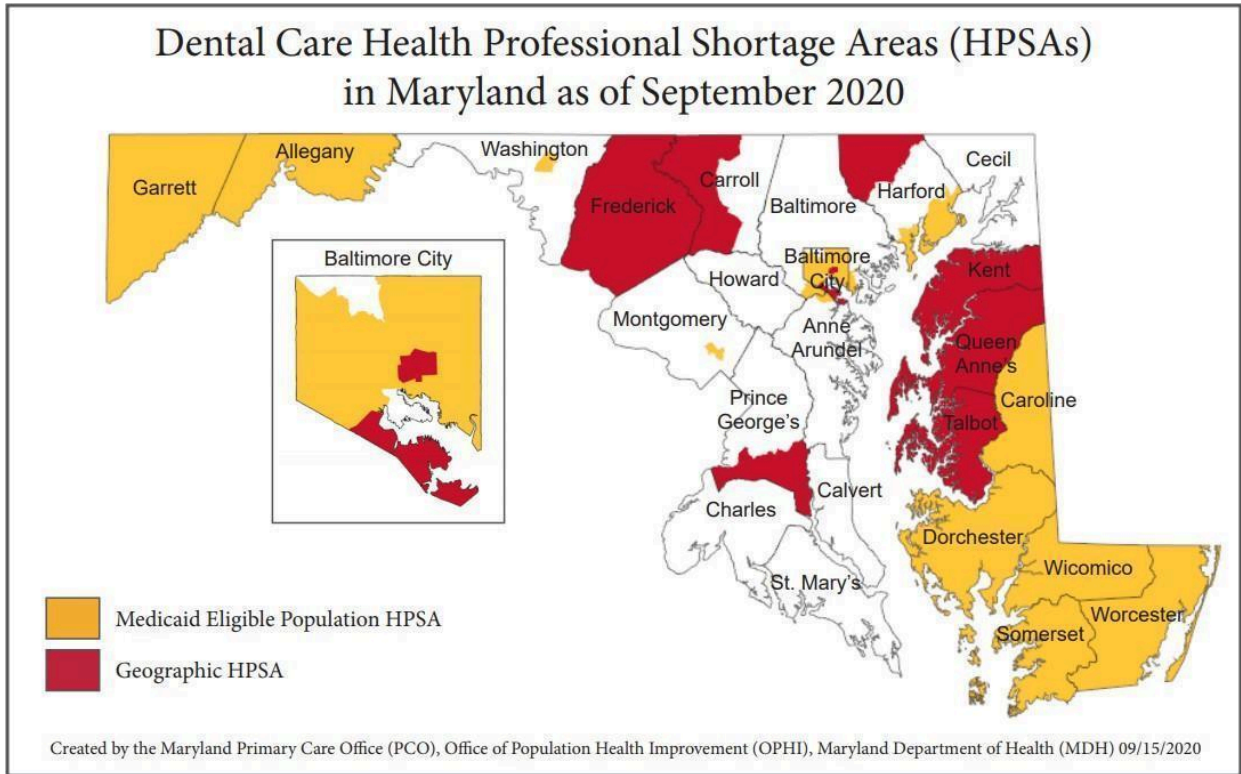 Dental Care Health Professional Shortage Areas (HPSAs)
in Maryland as of September 2020
Garrett
Allegany
Washington
Frederick
Carroll
Baltimore
Harford
Cecil
Baltimore
City
Howard
Montgomery
Anne
Arundel
Prince
George's
Charles
Calvert
St. Mary's
Kent
Queen
Anne's
Talbot
Caroline
Dorchester
Wicomico
Somerset
Worcester
Baltimore City
Medicaid Eligible Population HPSA
Geographic HPSA
Created by the Maryland Primary Care Office (PCO), Office of Population Health Improvement (OPHI), Maryland Department of Health (MDH) 09/15/2020